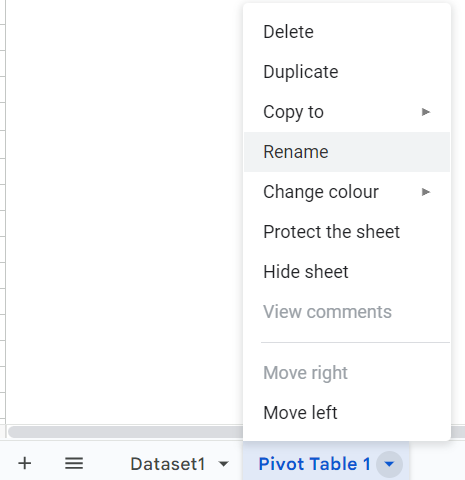 Delete
Duplicate
Copy to
Rename
Change colour
Protect the sheet
Hide sheet
View comments
Move right
Move left
Dataset1 Pivot Table 1